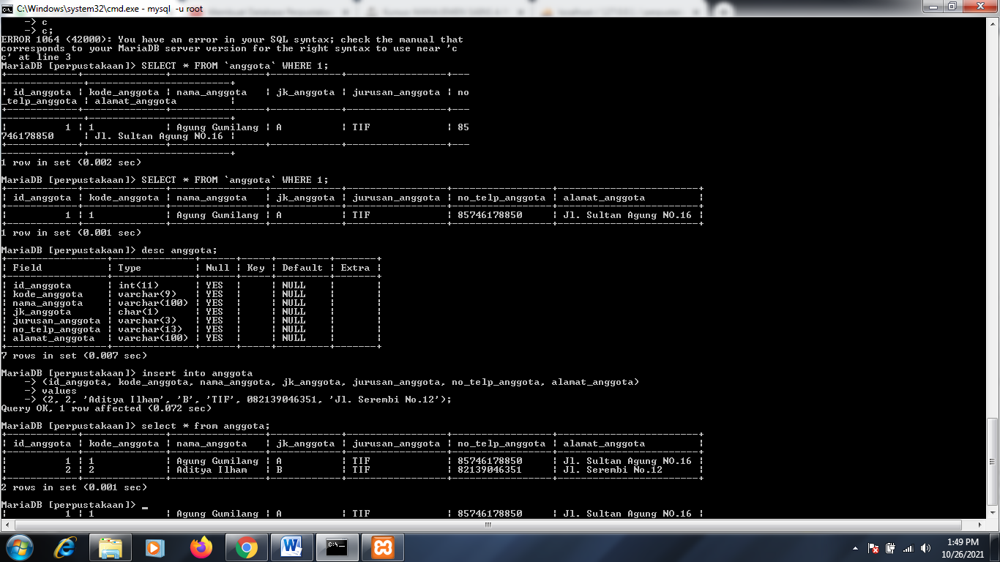 C:\Windows\system32\cmd.exe - mysql -u root
-> c
-> c;
ERROR 1064 (42000): You have an error in your SQL syntax; check the manual that
corresponds to your MariaDB server version for the right syntax to use near 'c
c' at line 3
MariaDB [perpustakaan]> SELECT * FROM `anggota` WHERE 1;
+-------------+-------------+----------------+------------+-----------------+---
--------------+------------------------+
| id_anggota | kode_anggota | nama_anggota | jk_anggota | jurusan_anggota | no
_telp_anggota | alamat_anggota |
+-------------+-------------+----------------+------------+-----------------+---
--------------+------------------------+
| 1 | 1 | Agung Gumilang | A | TIF | 85
746178850 | Jl. Sultan Agung NO.16 |
+-------------+-------------+----------------+------------+-----------------+---
--------------+------------------------+
1 row in set (0.002 sec)
MariaDB [perpustakaan]> SELECT * FROM `anggota` WHERE 1;
| id_anggota | kode_anggota | nama_anggota | jk_anggota | jurusan_anggota | no_telp_anggota | alamat_anggota |
| 1 | 1 | Agung Gumilang | A | TIF | 85746178850 | Jl. Sultan Agung NO.16 |
1 row in set (0.001 sec)
MariaDB [perpustakaan]> desc anggota;
| Field | Type | Null | Key | Default | Extra |
| id_anggota | int(11) | YES | | NULL | |
| kode_anggota | varchar(9) | YES | | NULL | |
| nama_anggota | varchar(100) | YES | | NULL | |
| jk_anggota | char(1) | YES | | NULL | |
| jurusan_anggota | varchar(3) | YES | | NULL | |
| no_telp_anggota | varchar(13) | YES | | NULL | |
| alamat_anggota | varchar(100) | YES | | NULL | |
7 rows in set (0.007 sec)
MariaDB [perpustakaan]> insert into anggota
-> (id_anggota, kode_anggota, nama_anggota, jk_anggota, jurusan_anggota, no_telp_anggota, alamat_anggota)
-> values
-> (2, 2, 'Aditya Ilham', 'B', 'TIF', 082139046351, 'Jl. Serembi No.12');
Query OK, 1 row affected (0.072 sec)
MariaDB [perpustakaan]> select * from anggota;
| id_anggota | kode_anggota | nama_anggota | jk_anggota | jurusan_anggota | no_telp_anggota | alamat_anggota |
| 1 | 1 | Agung Gumilang | A | TIF | 85746178850 | Jl. Sultan Agung NO.16 |
| 2 | 2 | Aditya Ilham | B | TIF | 82139046351 | Jl. Serembi No.12 |
2 rows in set (0.001 sec)
MariaDB [perpustakaan]> _
| 1 | 1 | Agung Gumilang | A | TIF | 85746178850 | Jl. Sultan Agung NO.16 |
1:49 PM
10/26/2021